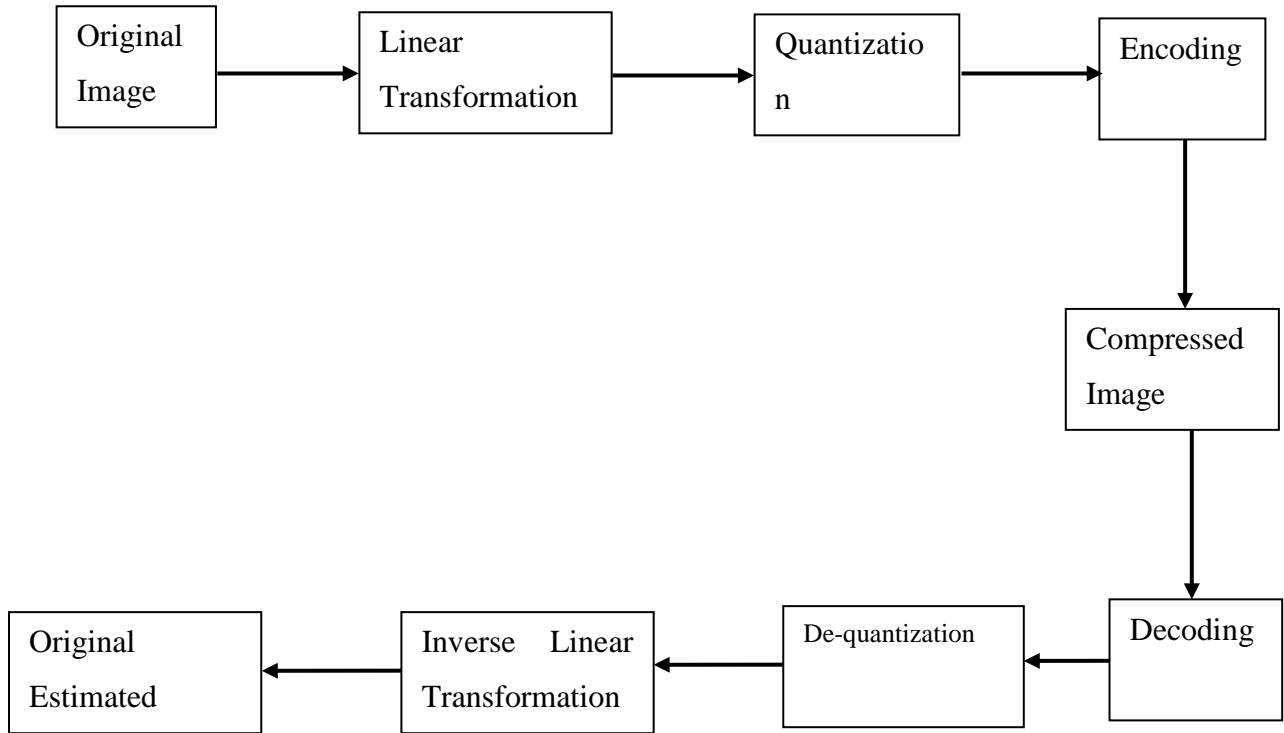 Original
Image
Linear
Transformation
Quantizatio
n
Encoding
Compressed
Image
Decoding
De-quantization
Inverse Linear
Transformation
Original
Estimated